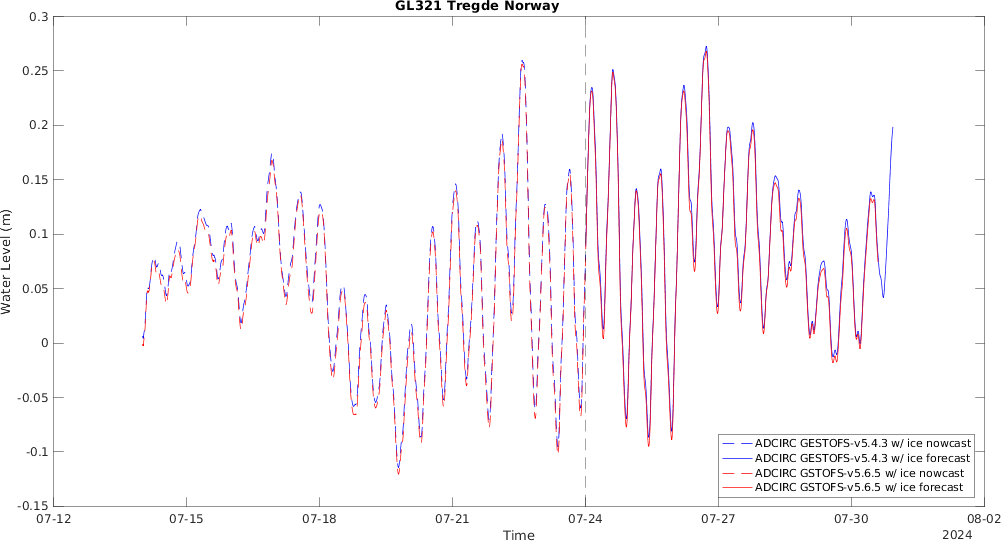 GL321 Tregde Norway
0.3
0.25
0.2
0.15
0.1
0.05
0
-0.05
-0.1
-0.15
Water Level (m)
ADCIRC GESTOFS-v5.4.3 w/ ice nowcast
ADCIRC GESTOFS-v5.4.3 w/ ice forecast
ADCIRC GSTOFS-v5.6.5 w/ ice nowcast
ADCIRC GSTOFS-v5.6.5 w/ ice forecast
07-12 07-15 07-18 07-21 07-24 07-27 07-30 08-02
Time
2024